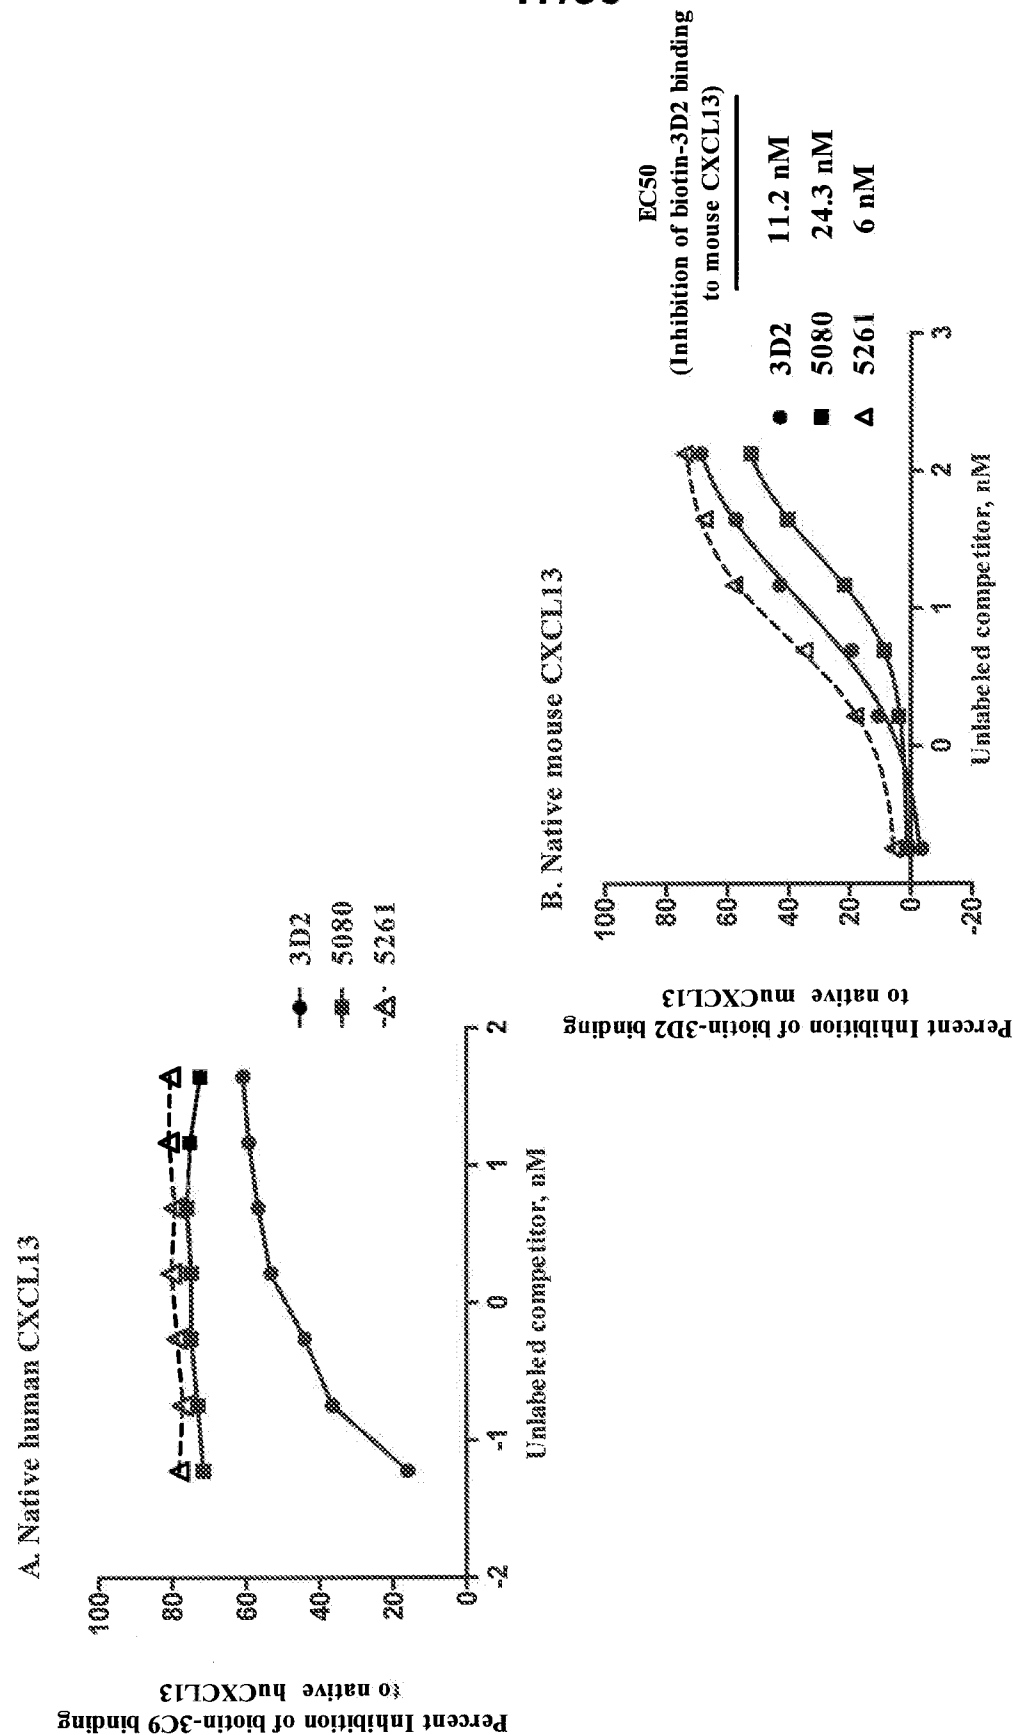 A. Native human CXCL13
Percent Inhibition of biotin-3C9 binding
to native huCXCL13
100
80
60
40
20
0
-2
-1
0
1
2
Unlabeled competitor, nM
3D2
5080
5261
B. Native mouse CXCL13
Percent Inhibition of biotin-3D2 binding
to native muCXCL13
100
80
60
40
20
0
-20
0
1
2
3
Unlabeled competitor, nM
EC50
(Inhibition of biotin-3D2 binding
to mouse CXCL13)
3D2 11.2 nM
5080 24.3 nM
5261 6 nM